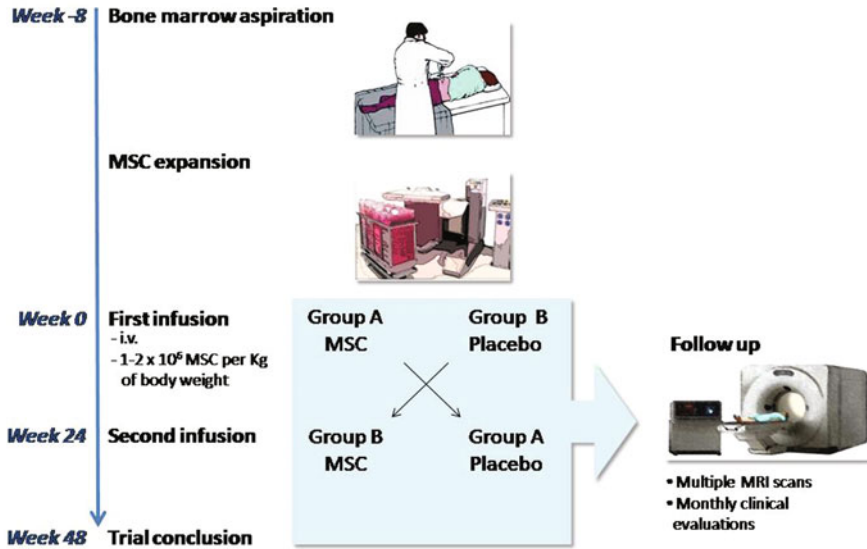 Week -8 Bone marrow aspiration
MSC expansion
Week 0 First infusion
- i.v.
- 1-2 x 10⁶ MSC per Kg
of body weight
Group A Group B
MSC Placebo
Follow up
Week 24 Second infusion
Group B Group A
MSC Placebo
• Multiple MRI scans
• Monthly clinical
evaluations
Week 48 Trial conclusion